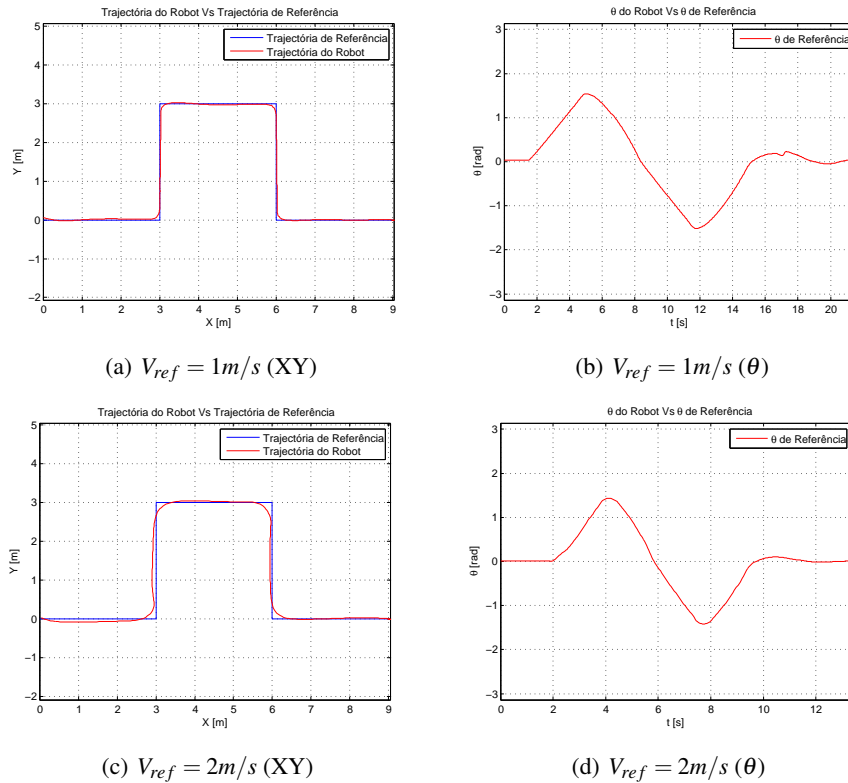 Trajectória do Robot Vs Trajectória de Referência
Trajectória de Referência
Trajectória do Robot
5
4
3
2
1
0
−1
−2
Y [m]
0 1 2 3 4 5 6 7 8 9
X [m]
(a) V_ref = 1m/s (XY)
θ do Robot Vs θ de Referência
θ de Referência
3
2
1
0
−1
−2
−3
θ [rad]
0 2 4 6 8 10 12 14 16 18 20
t [s]
(b) V_ref = 1m/s (θ)
Trajectória do Robot Vs Trajectória de Referência
Trajectória de Referência
Trajectória do Robot
5
4
3
2
1
0
−1
−2
Y [m]
0 1 2 3 4 5 6 7 8 9
X [m]
(c) V_ref = 2m/s (XY)
θ do Robot Vs θ de Referência
θ de Referência
3
2
1
0
−1
−2
−3
θ [rad]
0 2 4 6 8 10 12
t [s]
(d) V_ref = 2m/s (θ)